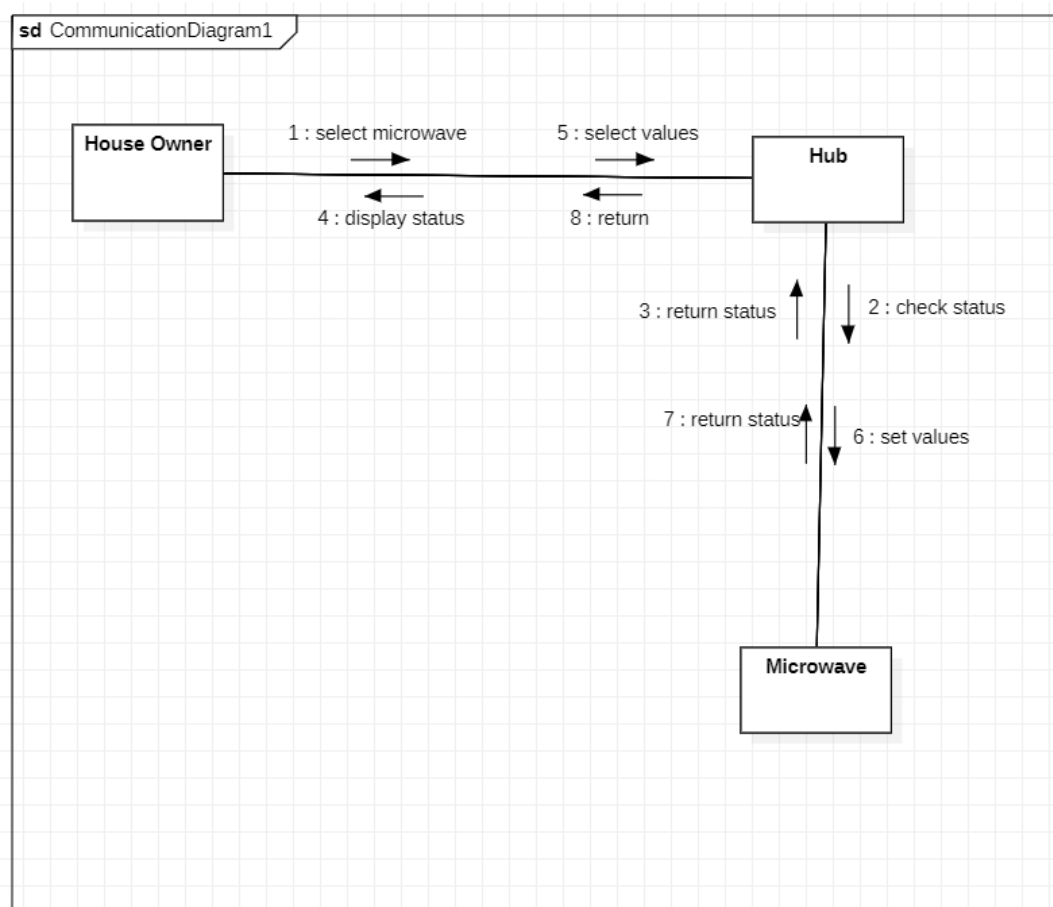 sd CommunicationDiagram1
House Owner
1 : select microwave
5 : select values
Hub
4 : display status
8 : return
3 : return status
2 : check status
7 : return status
6 : set values
Microwave